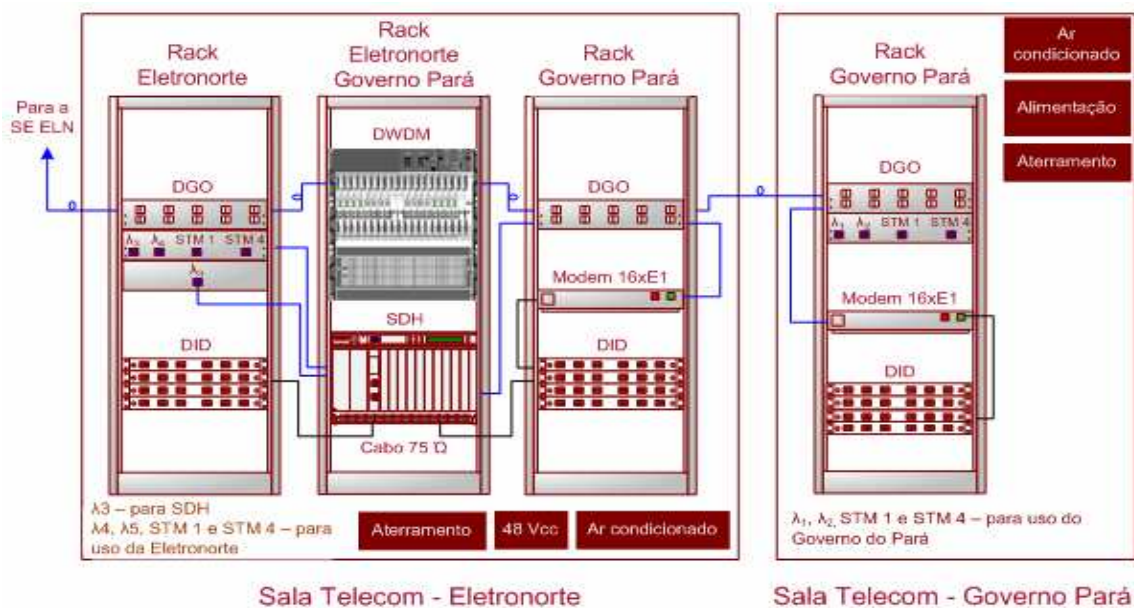 Rack
Eletronorte
Rack
Eletronorte
Governo Pará
Rack
Governo Pará
Rack
Governo Pará
Ar
condicionado
Alimentação
Aterramento
Para a
SE ELN
DWDM
DGO
DGO
DGO
STM 1 STM 4
λ₁ λ₂ STM 1 STM 4
Modem 16xE1
Modem 16xE1
SDH
DID
DID
DID
Cabo 75 Ω
λ3 – para SDH
λ4, λ5, STM 1 e STM 4 – para
uso da Eletronorte
Aterramento
48 Vcc
Ar condicionado
λ₁, λ₂, STM 1 e STM 4 – para uso do
Governo do Pará
Sala Telecom - Eletronorte
Sala Telecom - Governo Pará